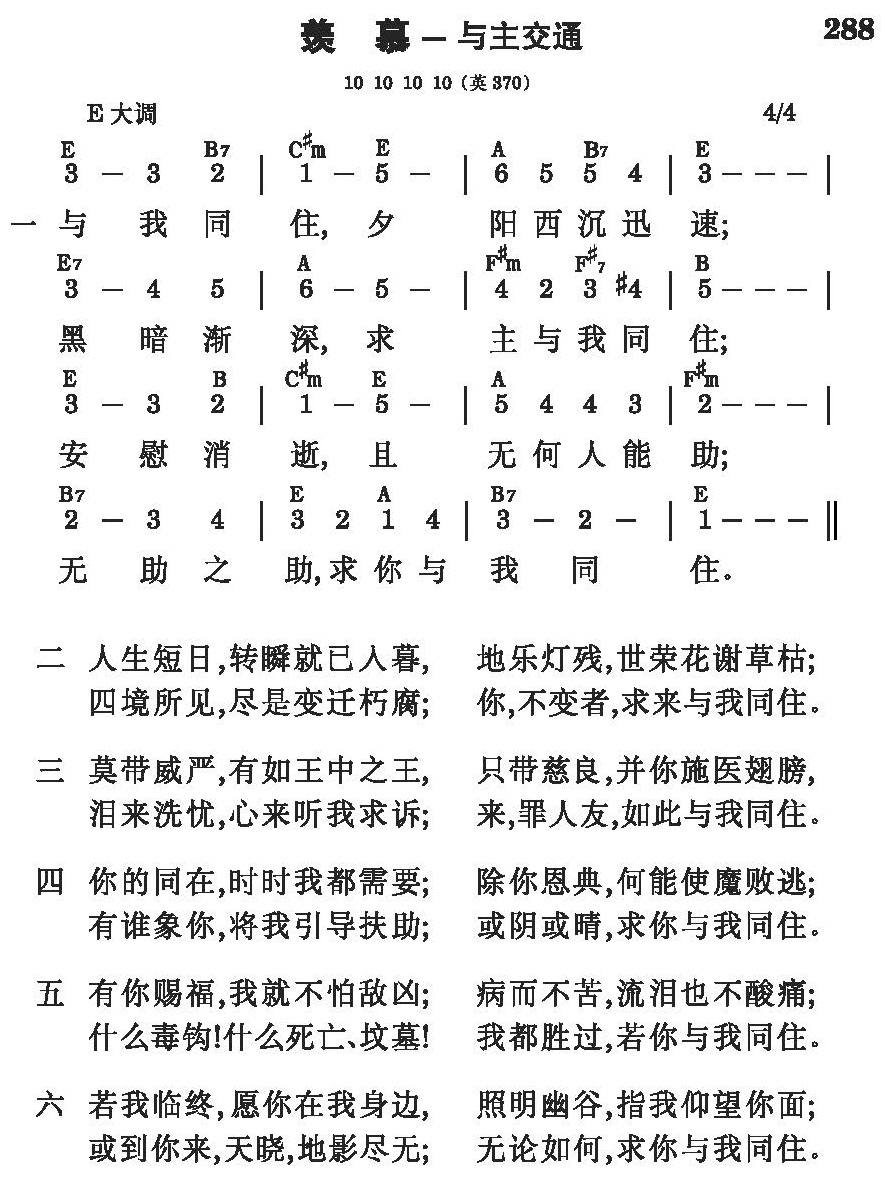 羡 慕 — 与主交通 288
10 10 10 10 (英370)
E 大调 4/4
E B7 C♯m E A B7 E
3 — 3 2 | 1 — 5 — | 6 5 5 4 | 3 — — — |
一 与 我 同 住, 夕 阳 西 沉 迅 速;
E7 A F♯m F♯7 B
3 — 4 5 | 6 — 5 — | 4 2 3 ♯4 | 5 — — — |
黑 暗 渐 深, 求 主 与 我 同 住;
E B C♯m E A F♯m
3 — 3 2 | 1 — 5 — | 5 4 4 3 | 2 — — — |
安 慰 消 逝, 且 无 何 人 能 助;
B7 E A B7 E
2 — 3 4 | 3 2 1 4 | 3 — 2 — | 1 — — — ‖
无 助 之 助, 求 你 与 我 同 住。
二 人生短日,转瞬就已入暮, 地乐灯残,世荣花谢草枯;
四境所见,尽是变迁朽腐; 你,不变者,求来与我同住。
三 莫带威严,有如王中之王, 只带慈良,并你施医翅膀,
泪来洗忧,心来听我求诉; 来,罪人友,如此与我同住。
四 你的同在,时时我都需要; 除你恩典,何能使魔败逃;
有谁象你,将我引导扶助; 或阴或晴,求你与我同住。
五 有你赐福,我就不怕敌凶; 病而不苦,流泪也不酸痛;
什么毒钩!什么死亡、坟墓! 我都胜过,若你与我同住。
六 若我临终,愿你在我身边, 照明幽谷,指我仰望你面;
或到你来,天晓,地影尽无; 无论如何,求你与我同住。